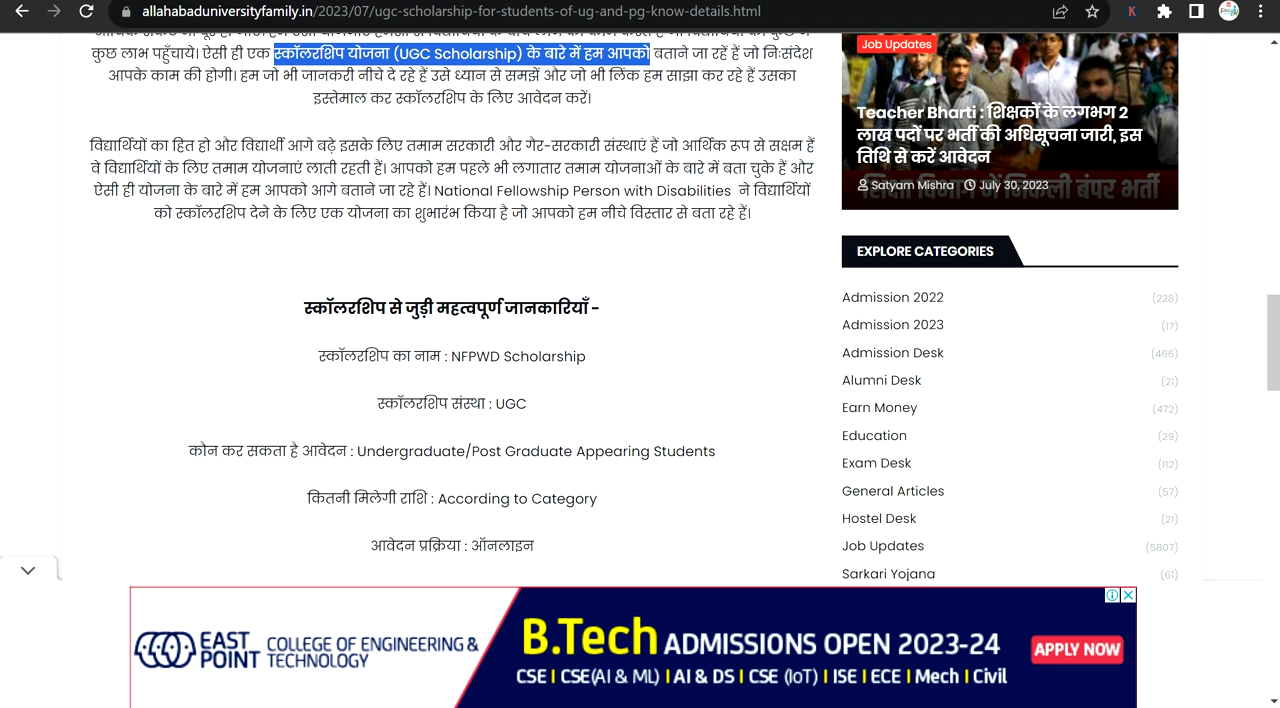 allahabaduniversityfamily.in/2023/07/ugc-scholarship-for-students-of-ug-and-pg-know-details.html
कुछ लाभ पहुँचाये। ऐसी ही एक स्कॉलरशिप योजना (UGC Scholarship) के बारे में हम आपको बताने जा रहे हैं जो निःसंदेश
आपके काम की होगी। हम जो भी जानकरी नीचे दे रहे हैं उसे ध्यान से समझें और जो भी लिंक हम साझा कर रहे हैं उसका
इस्तेमाल कर स्कॉलरशिप के लिए आवेदन करें।
विद्यार्थियों का हित हो और विद्यार्थी आगे बढ़े इसके लिए तमाम सरकारी और गैर-सरकारी संस्थाएं हैं जो आर्थिक रूप से सक्षम हैं
वे विद्यार्थियों के लिए तमाम योजनाएं लाती रहती हैं। आपको हम पहले भी लगातार तमाम योजनाओं के बारे में बता चुके हैं और
ऐसी ही योजना के बारे में हम आपको आगे बताने जा रहे हैं। National Fellowship Person with Disabilities ने विद्यार्थियों
को स्कॉलरशिप देने के लिए एक योजना का शुभारंभ किया है जो आपको हम नीचे विस्तार से बता रहे हैं।
स्कॉलरशिप से जुड़ी महत्वपूर्ण जानकारियाँ -
स्कॉलरशिप का नाम : NFPWD Scholarship
स्कॉलरशिप संस्था : UGC
कौन कर सकता है आवेदन : Undergraduate/Post Graduate Appearing Students
कितनी मिलेगी राशि : According to Category
आवेदन प्रक्रिया : ऑनलाइन
Job Updates
Teacher Bharti : शिक्षकों के लगभग 2
लाख पदों पर भर्ती की अधिसूचना जारी, इस
तिथि से करें आवेदन
Satyam Mishra July 30, 2023
शिक्षा विभाग में निकली बंपर भर्ती
EXPLORE CATEGORIES
Admission 2022 (228)
Admission 2023 (17)
Admission Desk (466)
Alumni Desk (21)
Earn Money (472)
Education (29)
Exam Desk (112)
General Articles (57)
Hostel Desk (21)
Job Updates (5807)
Sarkari Yojana (61)
EAST POINT COLLEGE OF ENGINEERING & TECHNOLOGY
B.Tech ADMISSIONS OPEN 2023-24
CSE I CSE(AI & ML) I AI & DS I CSE (IoT) I ISE I ECE I Mech I Civil
APPLY NOW